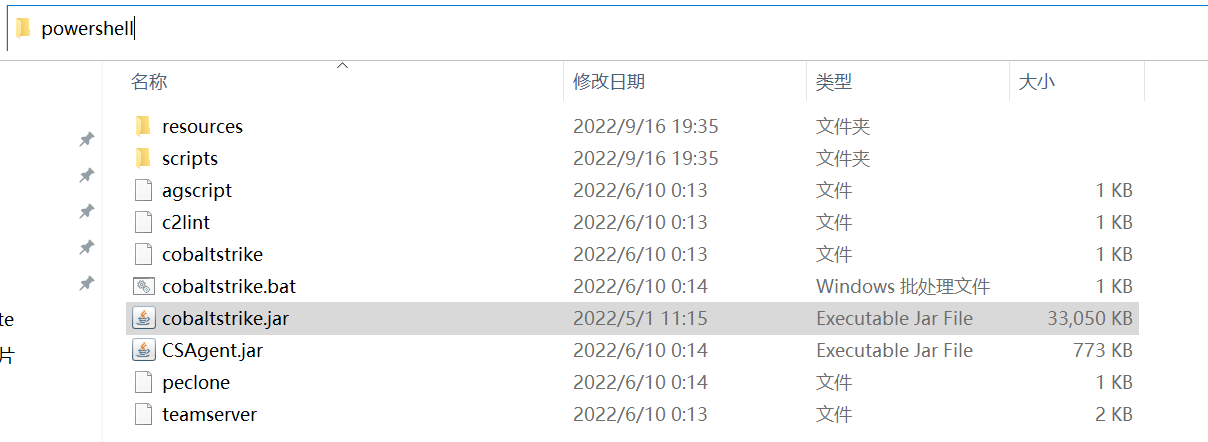 powershell
名称 修改日期 类型 大小
resources 2022/9/16 19:35 文件夹
scripts 2022/9/16 19:35 文件夹
agscript 2022/6/10 0:13 文件 1 KB
c2lint 2022/6/10 0:13 文件 1 KB
cobaltstrike 2022/6/10 0:13 文件 1 KB
cobaltstrike.bat 2022/6/10 0:14 Windows 批处理文件 1 KB
te cobaltstrike.jar 2022/5/1 11:15 Executable Jar File 33,050 KB
片 CSAgent.jar 2022/6/10 0:14 Executable Jar File 773 KB
peclone 2022/6/10 0:14 文件 1 KB
teamserver 2022/6/10 0:13 文件 2 KB